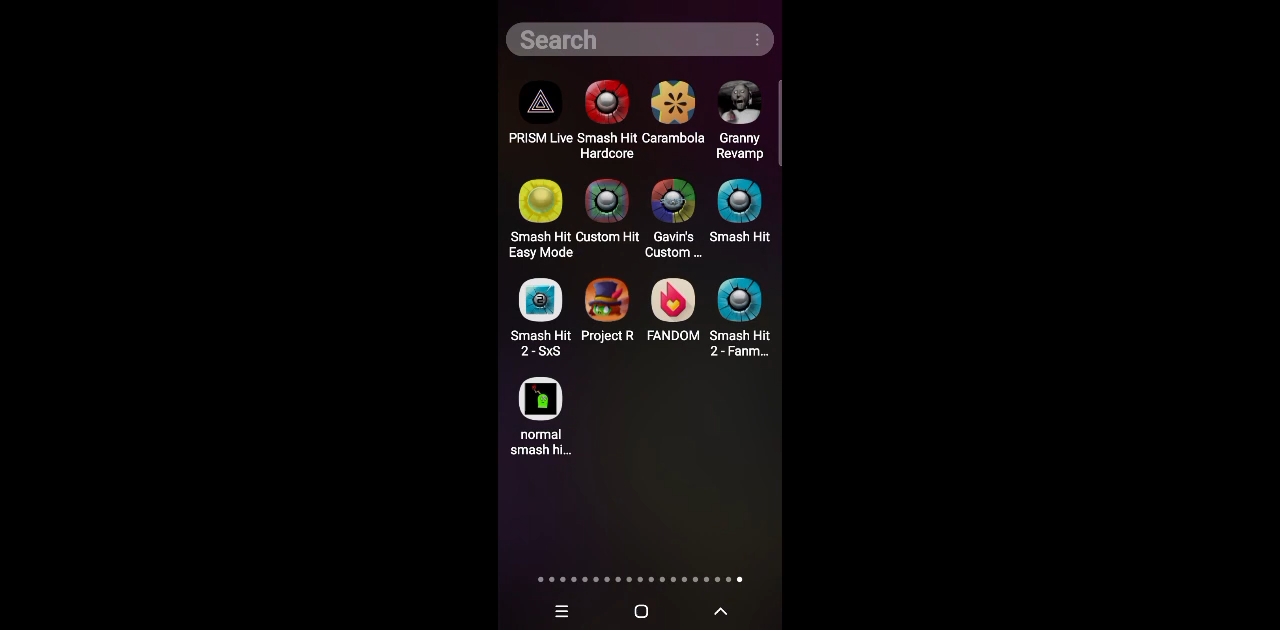 Search
PRISM Live
Smash Hit
Hardcore
Carambola
Granny
Revamp
Smash Hit
Easy Mode
Custom Hit
Gavin's
Custom ...
Smash Hit
Smash Hit
2 - SxS
Project R
FANDOM
Smash Hit
2 - Fanm...
normal
smash hi...